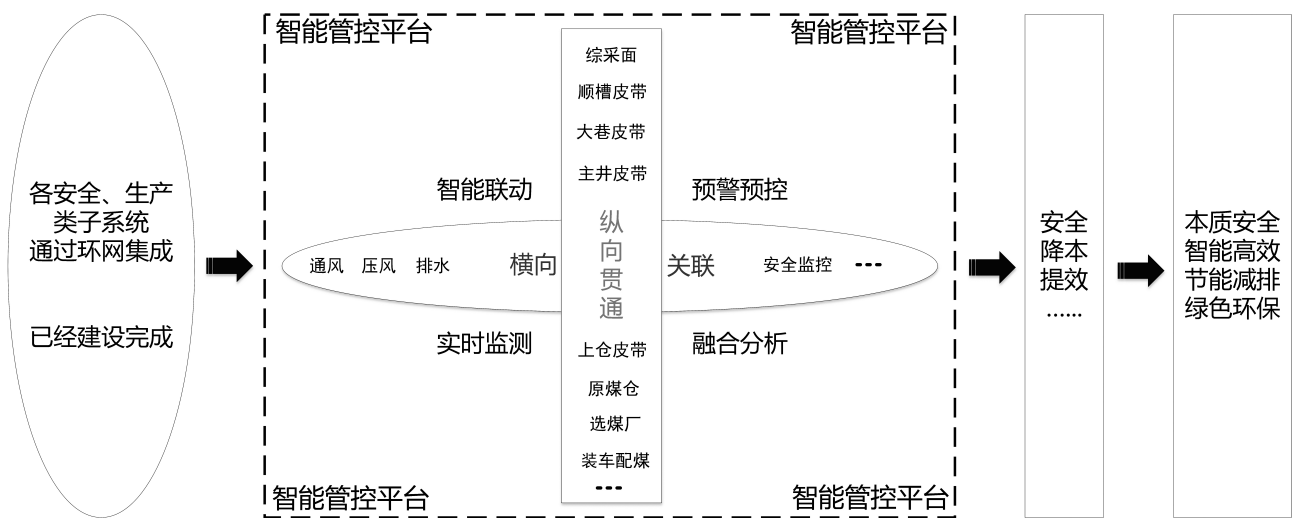 各安全、生产
类子系统
通过环网集成
已经建设完成
智能管控平台
智能管控平台
综采面
顺槽皮带
大巷皮带
主井皮带
智能联动
预警预控
纵
向
贯
通
通风 压风 排水
横向
关联
安全监控 ---
实时监测
融合分析
上仓皮带
原煤仓
选煤厂
装车配煤
---
智能管控平台
智能管控平台
安全
降本
提效
......
本质安全
智能高效
节能减排
绿色环保